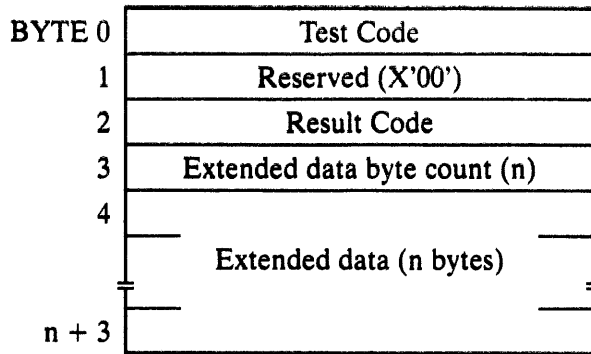 BYTE 0 Test Code
1 Reserved (X'00')
2 Result Code
3 Extended data byte count (n)
4
Extended data (n bytes)
n + 3